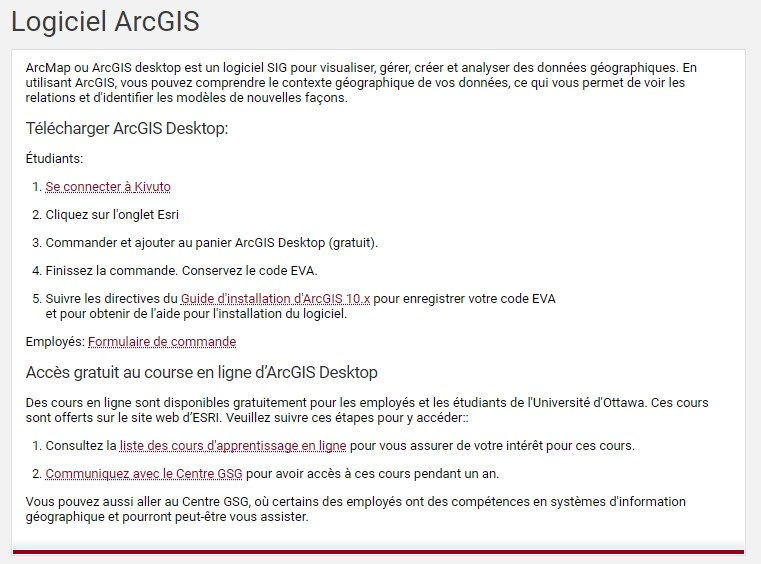 Logiciel ArcGIS
ArcMap ou ArcGIS desktop est un logiciel SIG pour visualiser, gérer, créer et analyser des données géographiques. En
utilisant ArcGIS, vous pouvez comprendre le contexte géographique de vos données, ce qui vous permet de voir les
relations et d'identifier les modèles de nouvelles façons.
Télécharger ArcGIS Desktop:
Étudiants:
1. Se connecter à Kivuto
2. Cliquez sur l'onglet Esri
3. Commander et ajouter au panier ArcGIS Desktop (gratuit).
4. Finissez la commande. Conservez le code EVA.
5. Suivre les directives du Guide d'installation d'ArcGIS 10.x pour enregistrer votre code EVA
et pour obtenir de l'aide pour l'installation du logiciel.
Employés: Formulaire de commande
Accès gratuit au course en ligne d’ArcGIS Desktop
Des cours en ligne sont disponibles gratuitement pour les employés et les étudiants de l'Université d'Ottawa. Ces cours
sont offerts sur le site web d’ESRI. Veuillez suivre ces étapes pour y accéder::
1. Consultez la liste des cours d'apprentissage en ligne pour vous assurer de votre intérêt pour ces cours.
2. Communiquez avec le Centre GSG pour avoir accès à ces cours pendant un an.
Vous pouvez aussi aller au Centre GSG, où certains des employés ont des compétences en systèmes d'information
géographique et pourront peut-être vous assister.